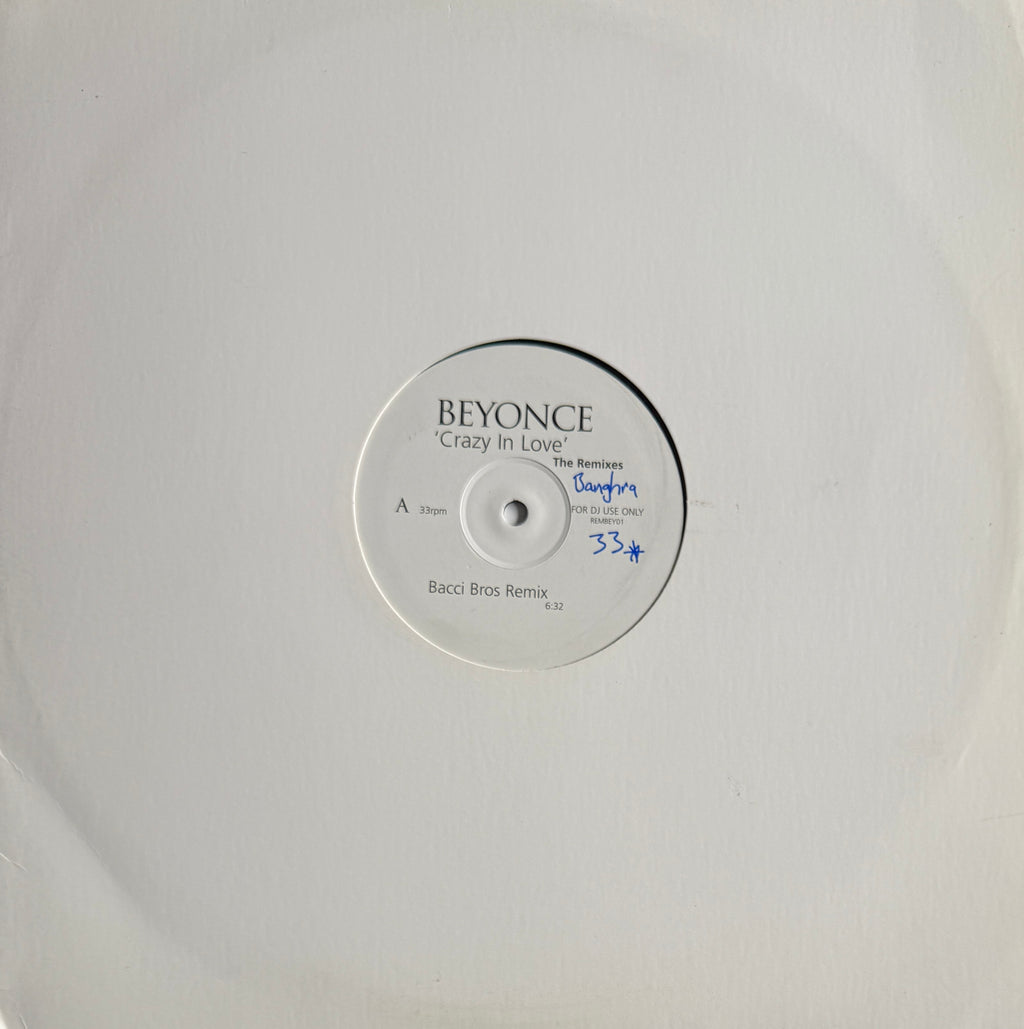 BEYONCE
'Crazy In Love'
The Remixes
Banghra
A 33rpm
FOR DJ USE ONLY
REMBEY01
33*
Bacci Bros Remix
6:32